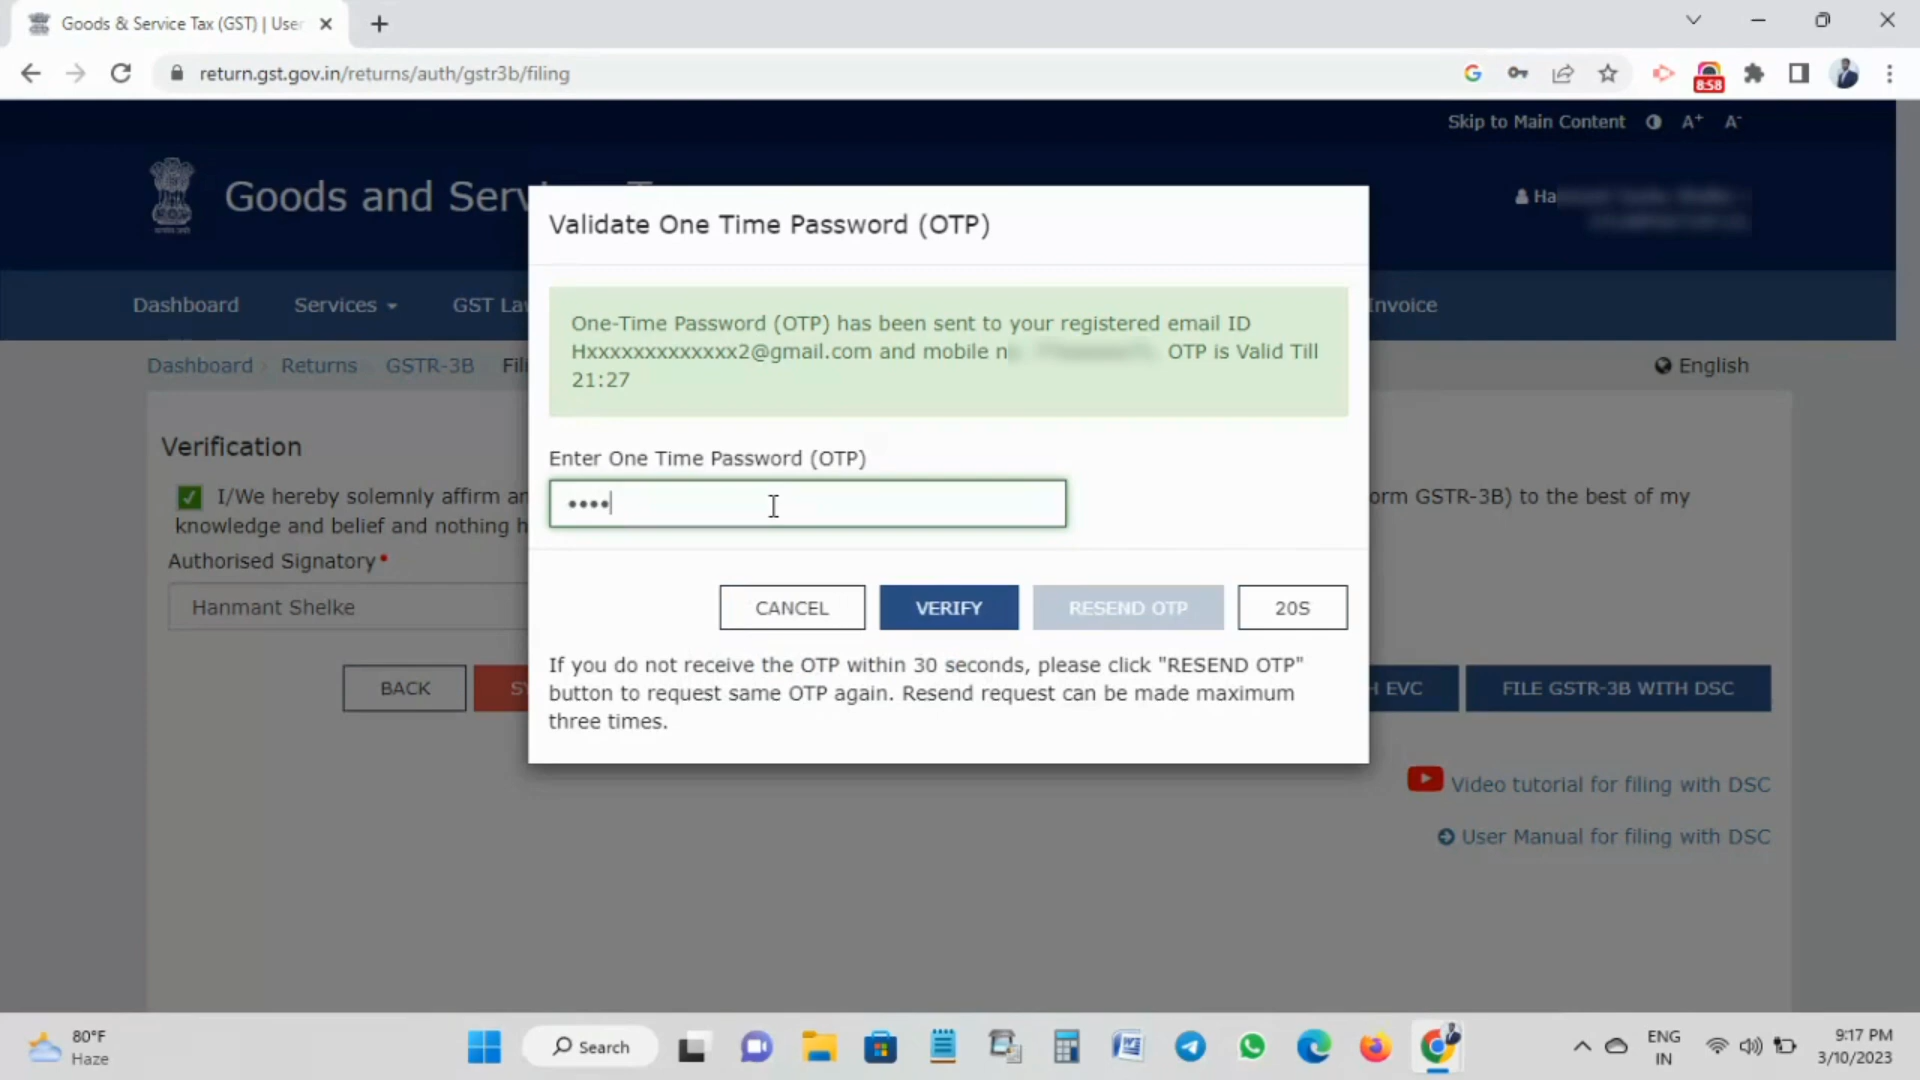 Goods & Service Tax (GST) | User
return.gst.gov.in/returns/auth/gstr3b/filing
8:58
Skip to Main Content A+ A-
Goods and Serv
Ha
Dashboard Services GST La Invoice
Dashboard Returns GSTR-3B Fili English
Validate One Time Password (OTP)
One-Time Password (OTP) has been sent to your registered email ID
Hxxxxxxxxxxxxx2@gmail.com and mobile n OTP is Valid Till
21:27
Enter One Time Password (OTP)
••••
CANCEL VERIFY RESEND OTP 20S
If you do not receive the OTP within 30 seconds, please click "RESEND OTP"
button to request same OTP again. Resend request can be made maximum
three times.
Verification
I/We hereby solemnly affirm an orm GSTR-3B) to the best of my
knowledge and belief and nothing h
Authorised Signatory•
Hanmant Shelke
BACK SY H EVC FILE GSTR-3B WITH DSC
Video tutorial for filing with DSC
User Manual for filing with DSC
80°F
Haze
Search
ENG
IN
9:17 PM
3/10/2023